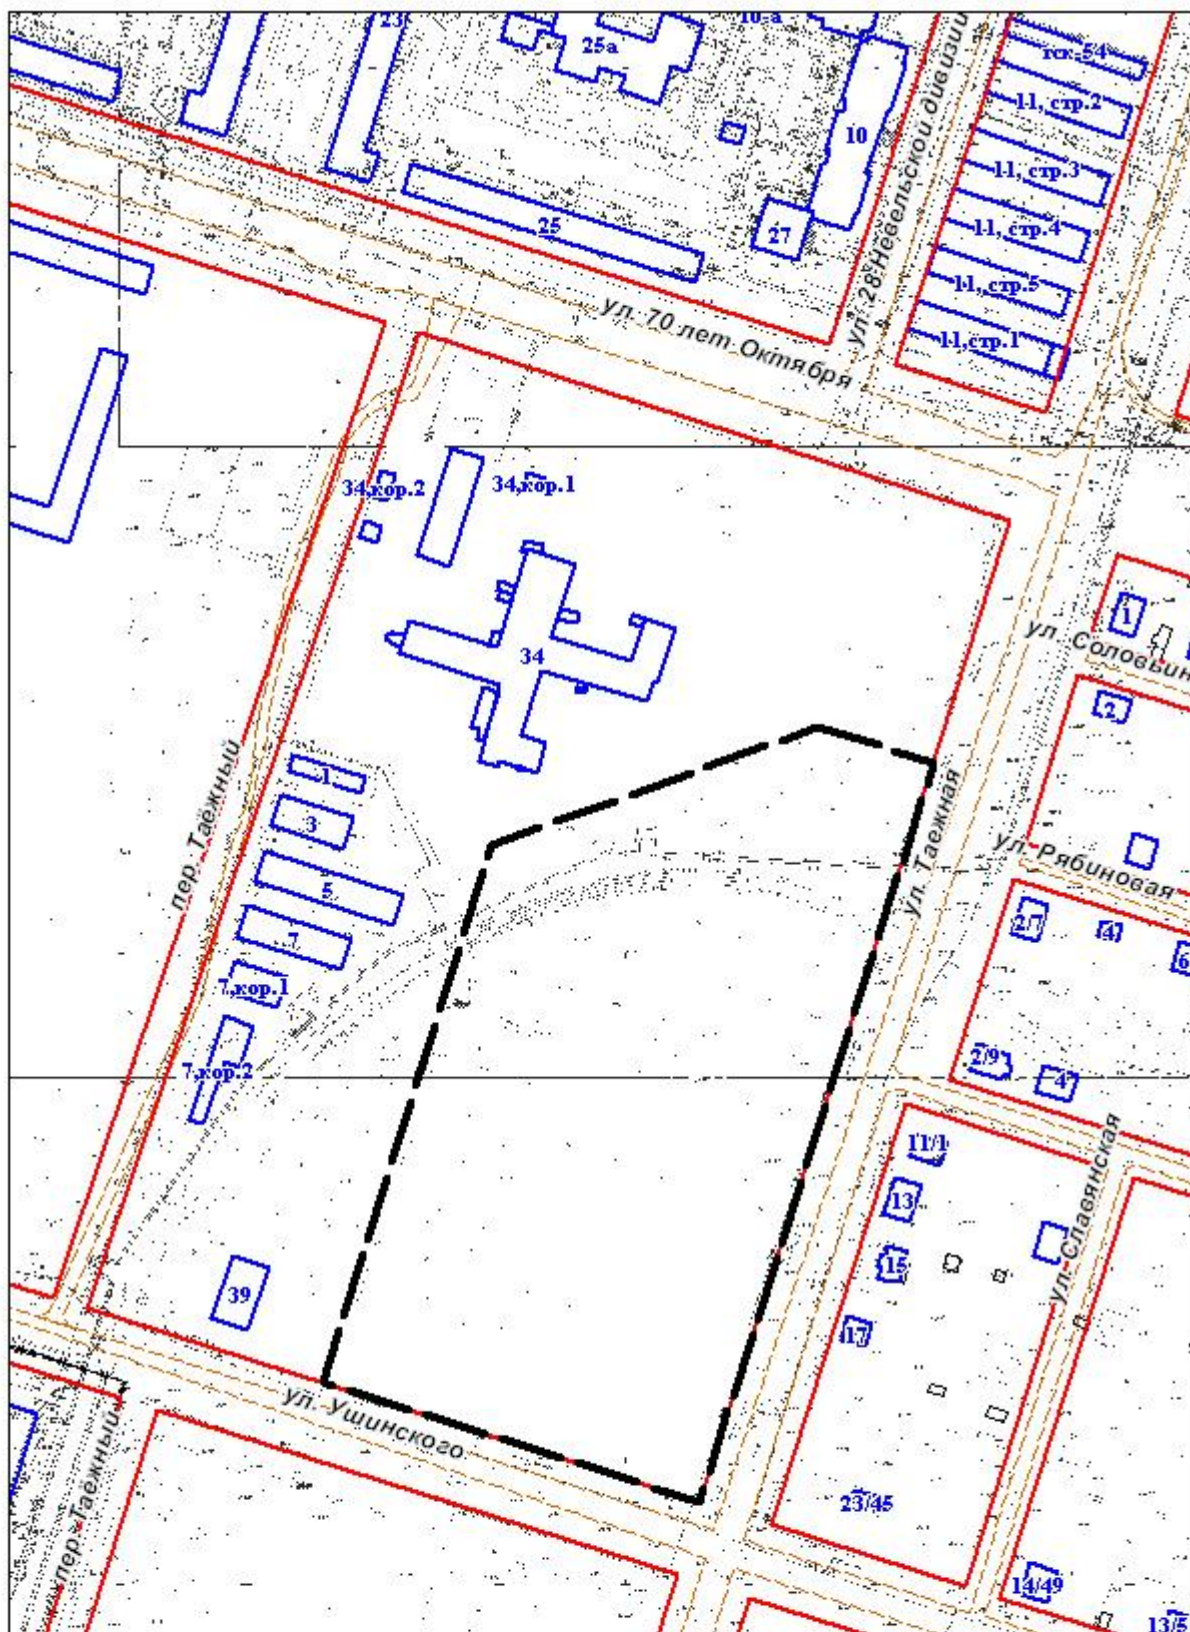 23
25а
10-а
гск-54
11, стр.2
10
11, стр.3
25
27
11, стр.4
ул. 28 Невельской дивизии
11, стр.5
ул. 70 лет Октября
11,стр.1
34,кор.2
34,кор.1
1
ул. Соловьин
34
2
1
пер. Таёжный
3
ул. Таежная
ул. Рябиновая
5
2/7
4
7
6
7,кор.1
7,кор.2
2/9
4
11/1
13
ул. Славянская
15
39
17
ул. Ушинского
пер. Таёжный
23/45
14/49
13/5